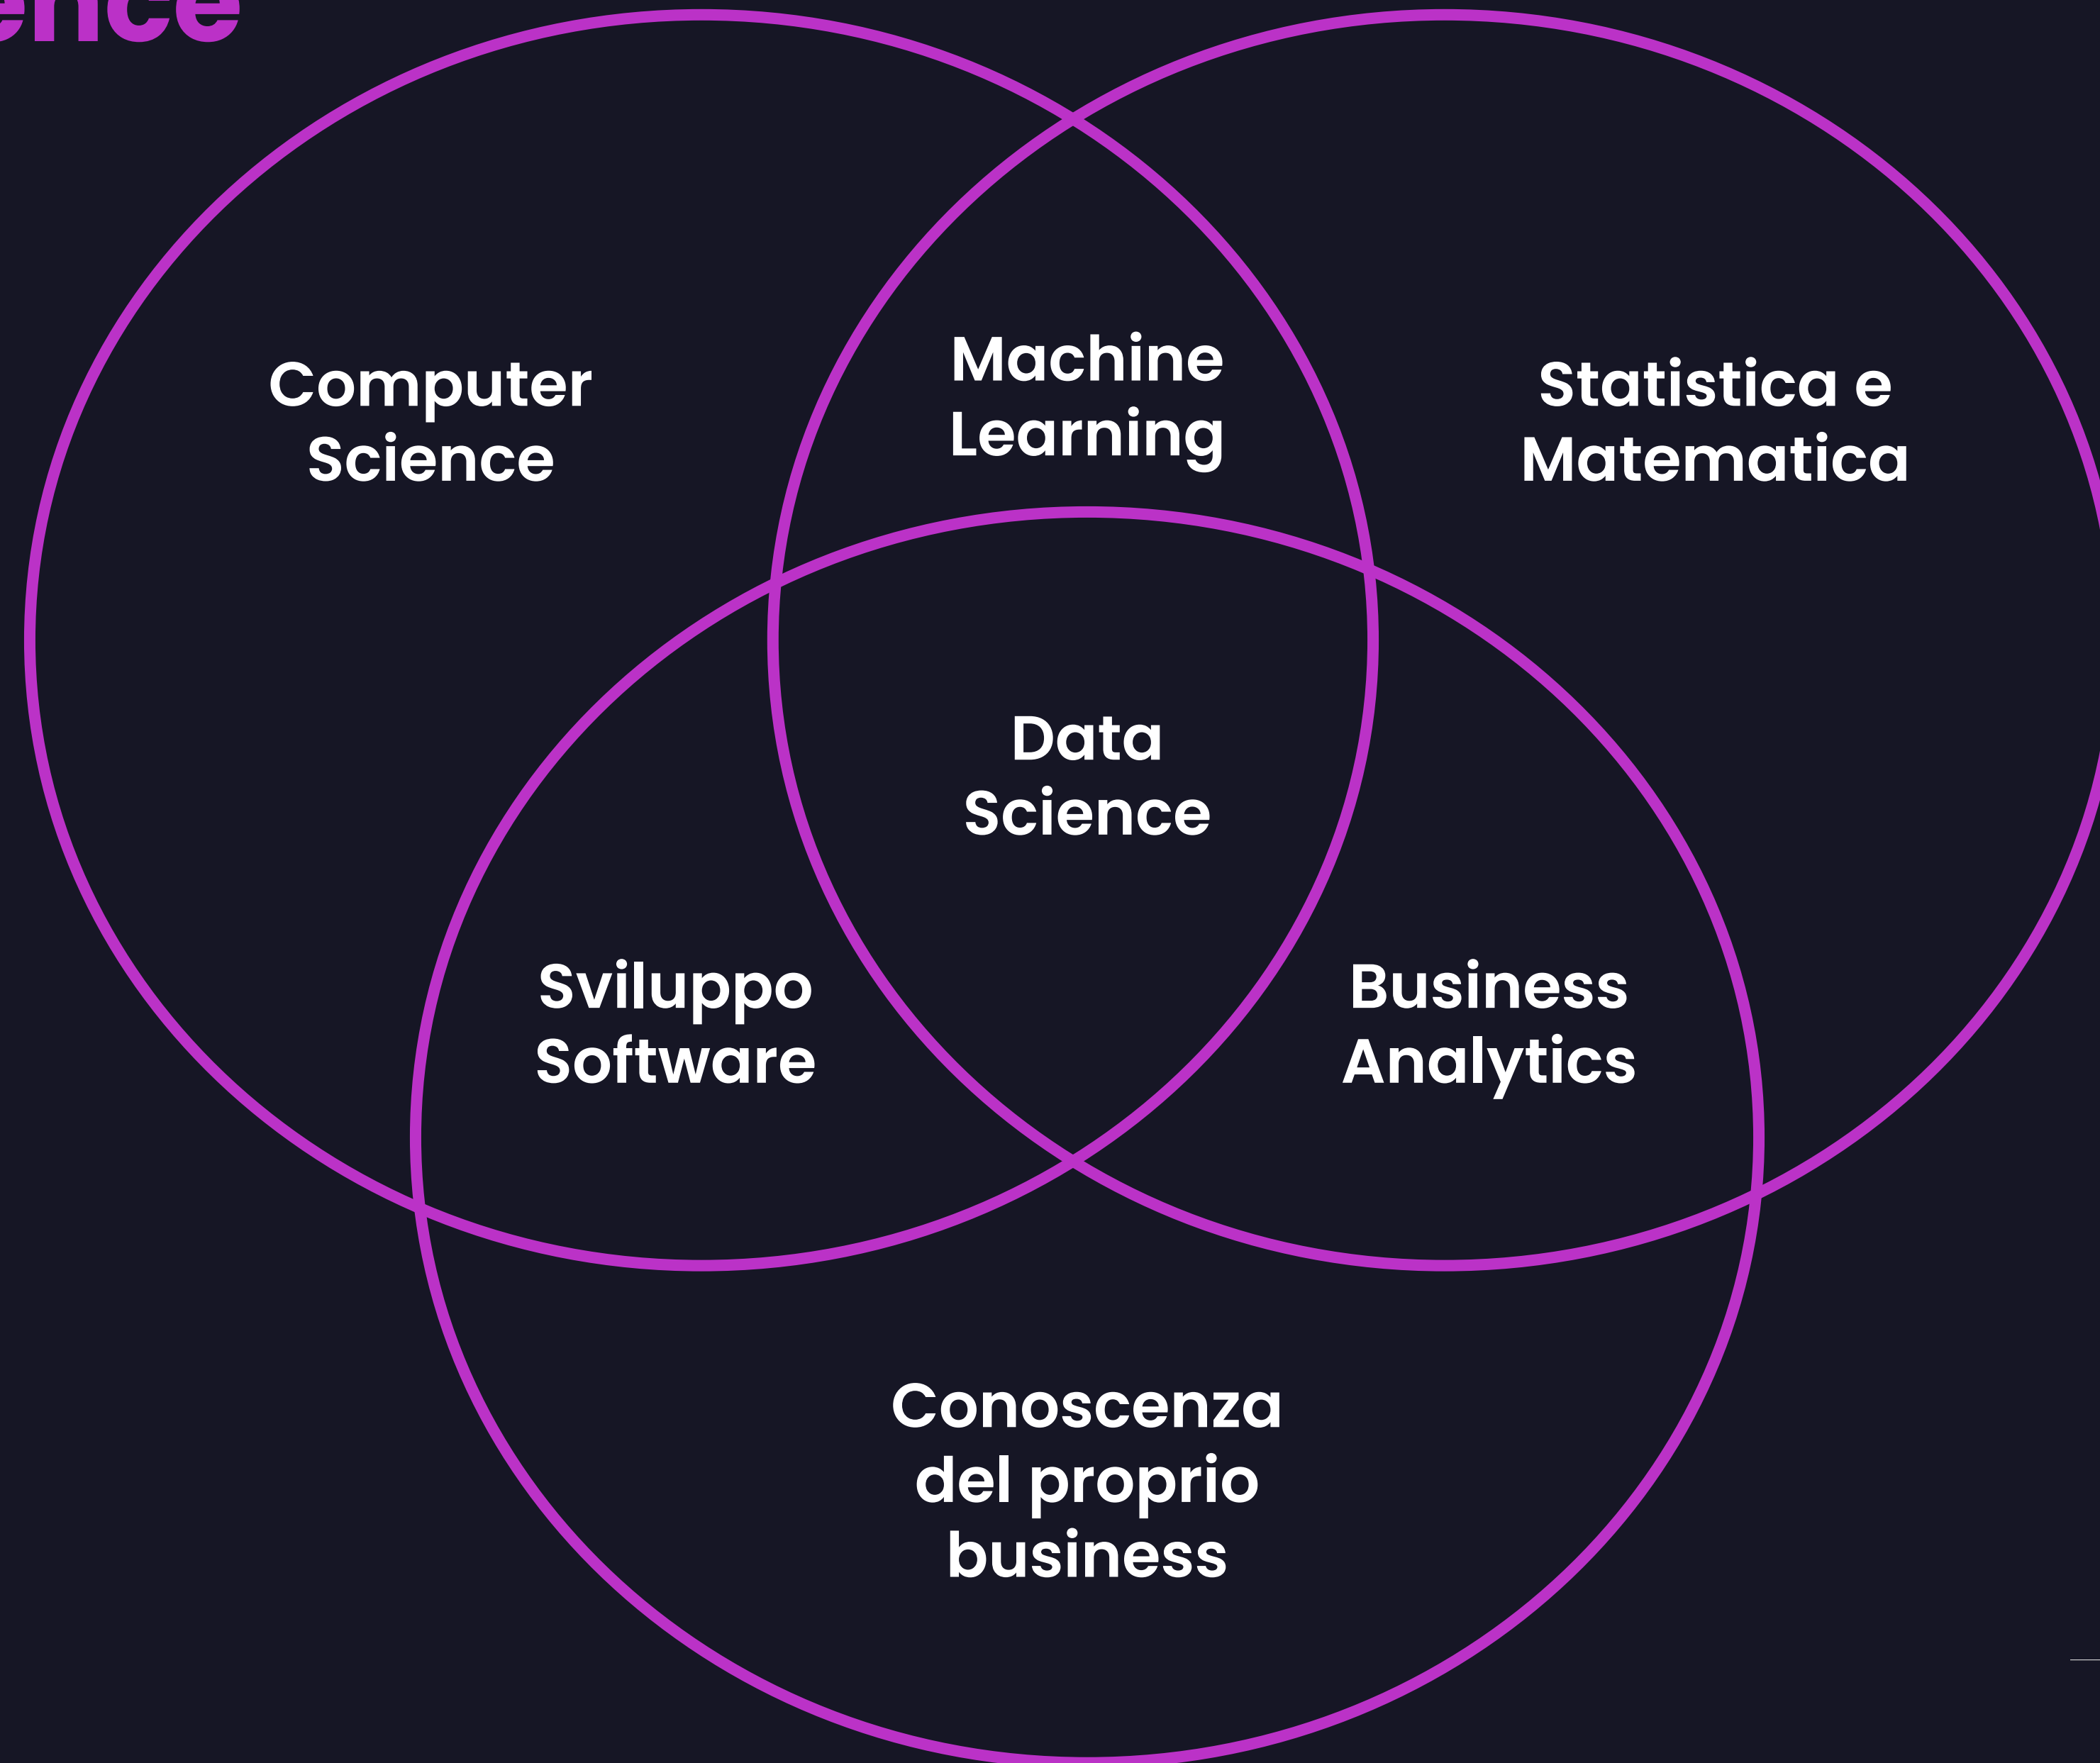 Computer
Science
Machine
Learning
Statistica e
Matematica
Data
Science
Sviluppo
Software
Business
Analytics
Conoscenza
del proprio
business